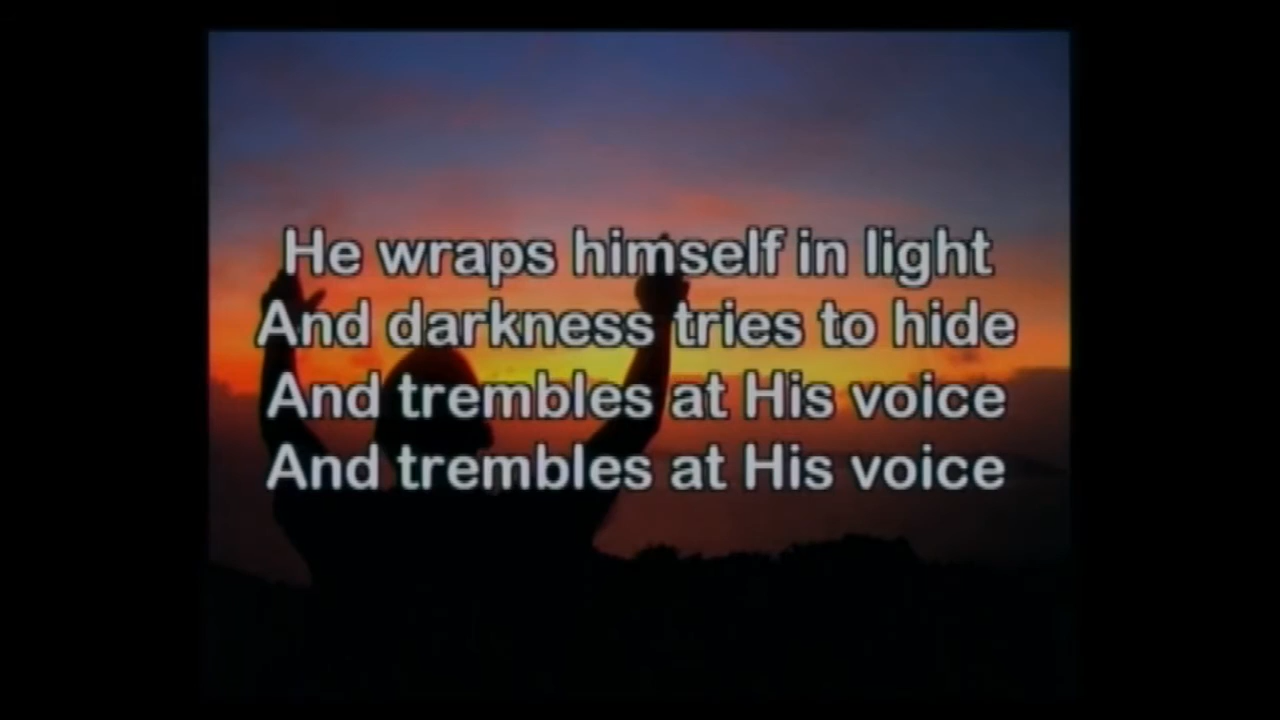 He wraps himself in light
And darkness tries to hide
And trembles at His voice
And trembles at His voice